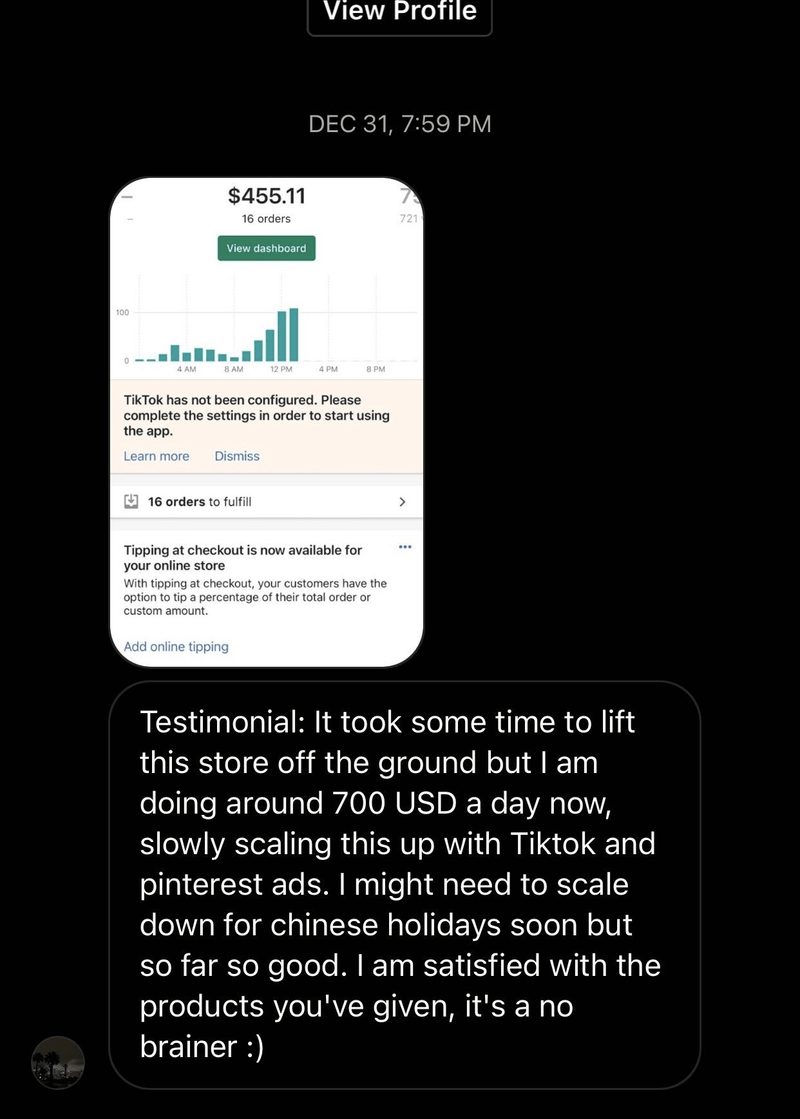 View Profile
DEC 31, 7:59 PM
$455.11
16 orders
721
View dashboard
100
0
4 AM 8 AM 12 PM 4 PM 8 PM
TikTok has not been configured. Please
complete the settings in order to start using
the app.
Learn more Dismiss
16 orders to fulfill
Tipping at checkout is now available for
your online store
With tipping at checkout, your customers have the
option to tip a percentage of their total order or
custom amount.
Add online tipping
Testimonial: It took some time to lift
this store off the ground but I am
doing around 700 USD a day now,
slowly scaling this up with Tiktok and
pinterest ads. I might need to scale
down for chinese holidays soon but
so far so good. I am satisfied with the
products you've given, it's a no
brainer :)